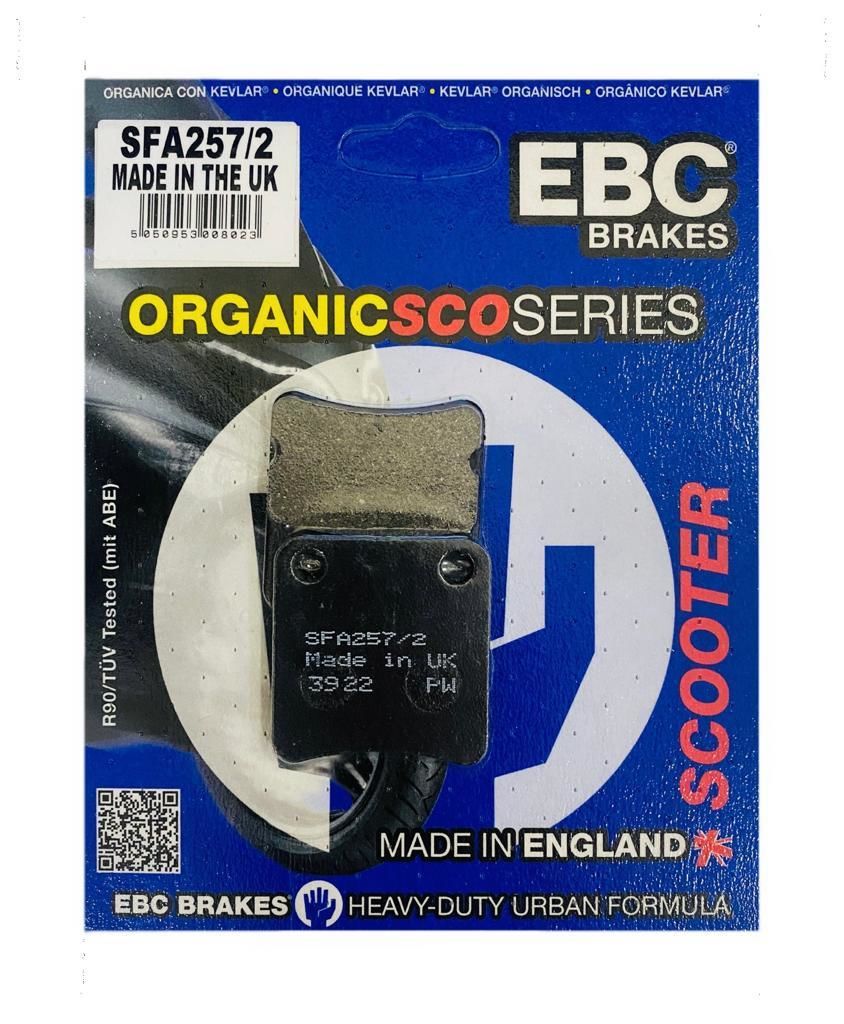 ORGANICA CON KEVLAR® • ORGANIQUE KEVLAR® • KEVLAR® ORGANISCH • ORGÂNICO KEVLAR®
SFA257/2
MADE IN THE UK
5 050953 008023
EBC®
BRAKES
ORGANICSCOSERIES
R90/TÜV Tested (mit ABE)
SCOOTER
SFA257/2
Made in UK
3922 PW
MADE IN ENGLAND
EBC BRAKES® HEAVY-DUTY URBAN FORMULA